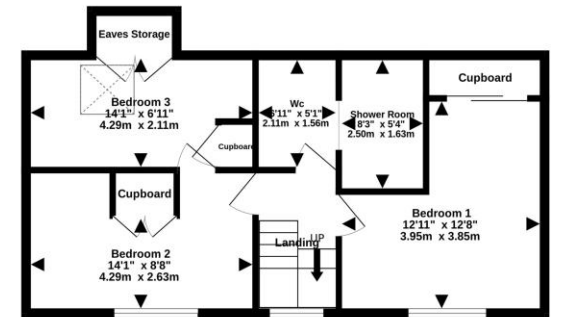 Eaves Storage
Bedroom 3
14'1" x 6'11"
4.29m x 2.11m
Cupboard
Wc
6'11" x 5'1"
2.11m x 1.56m
Shower Room
8'3" x 5'4"
2.50m x 1.63m
Cupboard
Cupboard
Bedroom 2
14'1" x 8'8"
4.29m x 2.63m
Landing
UP
Bedroom 1
12'11" x 12'8"
3.95m x 3.85m